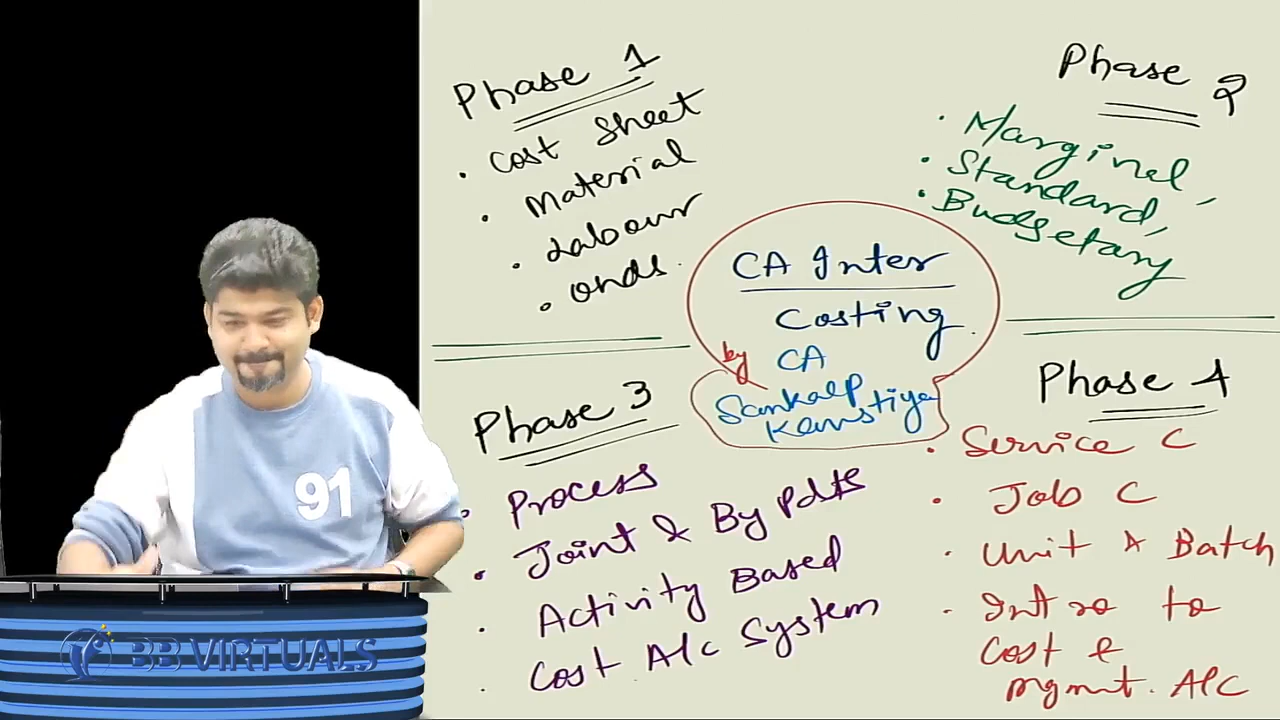 Phase 1
• Cost Sheet
• Material
• Labour
• OHDs.
Phase 2
• Marginal,
• Standard,
• Budgetary
CA Inter
Costing
by CA
Sankalp
Kanstiya
Phase 3
• Process
• Joint & By Pdts
• Activity Based
• Cost A/c System
Phase 4
• Service C
• Job C
• Unit & Batch
• Intro to
Cost &
Mgmt. A/C
91
BB VIRTUALS